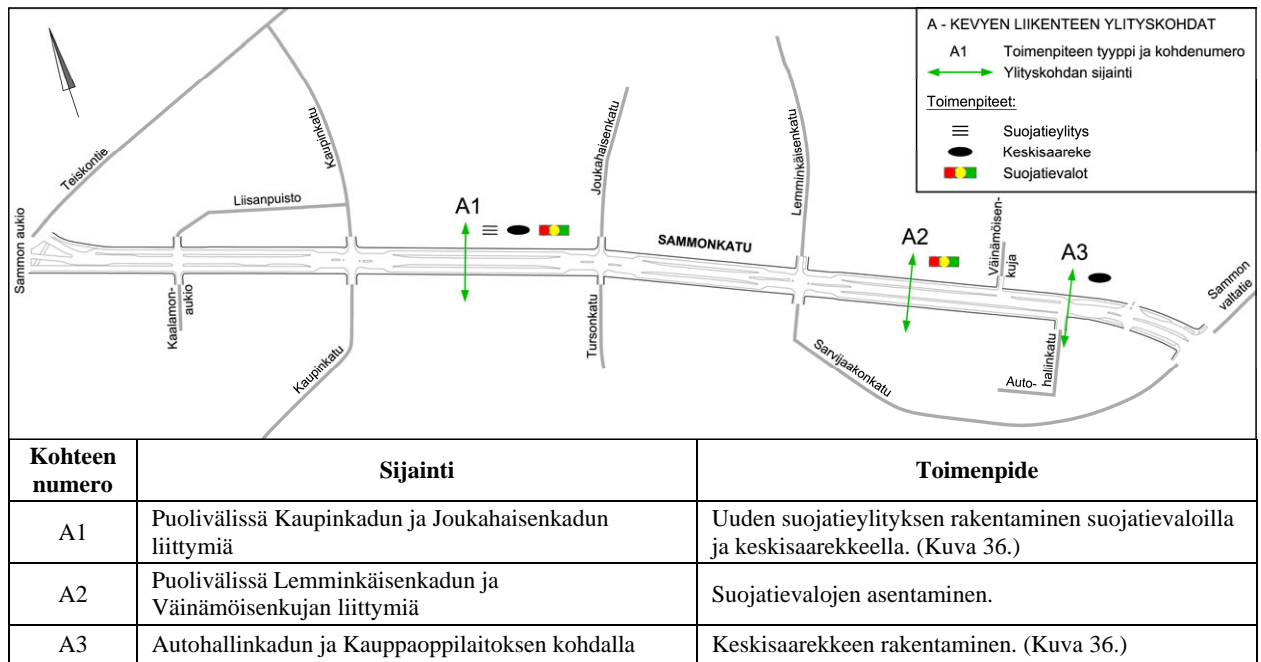 A - KEVYEN LIIKENTEEN YLITYSKOHDAT
A1 Toimenpiteen tyyppi ja kohdenumero
Ylityskohdan sijainti
Toimenpiteet:
Suojatieylitys
Keskisaareke
Suojatievalot
Teiskontie
Kaupinkatu
Liisanpuisto
Sammon aukio
Kaalamon-
aukio
Kaupinkatu
A1
Joukahaisenkatu
Tursonkatu
SAMMONKATU
Lemminkäisenkatu
Sarvijaakonkatu
A2
Väinämöisen-
kuja
A3
Auto-
hallinkatu
Sammon
valtatie
Kohteen
numero
Sijainti
Toimenpide
A1
Puolivälissä Kaupinkadun ja Joukahaisenkadun
liittymiä
Uuden suojatieylityksen rakentaminen suojatievaloilla
ja keskisaarekkeella. (Kuva 36.)
A2
Puolivälissä Lemminkäisenkadun ja
Väinämöisenkujan liittymiä
Suojatievalojen asentaminen.
A3
Autohallinkadun ja Kauppaoppilaitoksen kohdalla
Keskisaarekkeen rakentaminen. (Kuva 36.)